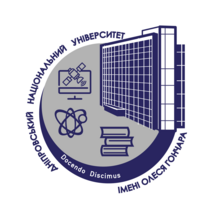 ДНІПРОВСЬКИЙ НАЦІОНАЛЬНИЙ УНІВЕРСИТЕТ
ІМЕНІ ОЛЕСЯ ГОНЧАРА
Docendo Discimus